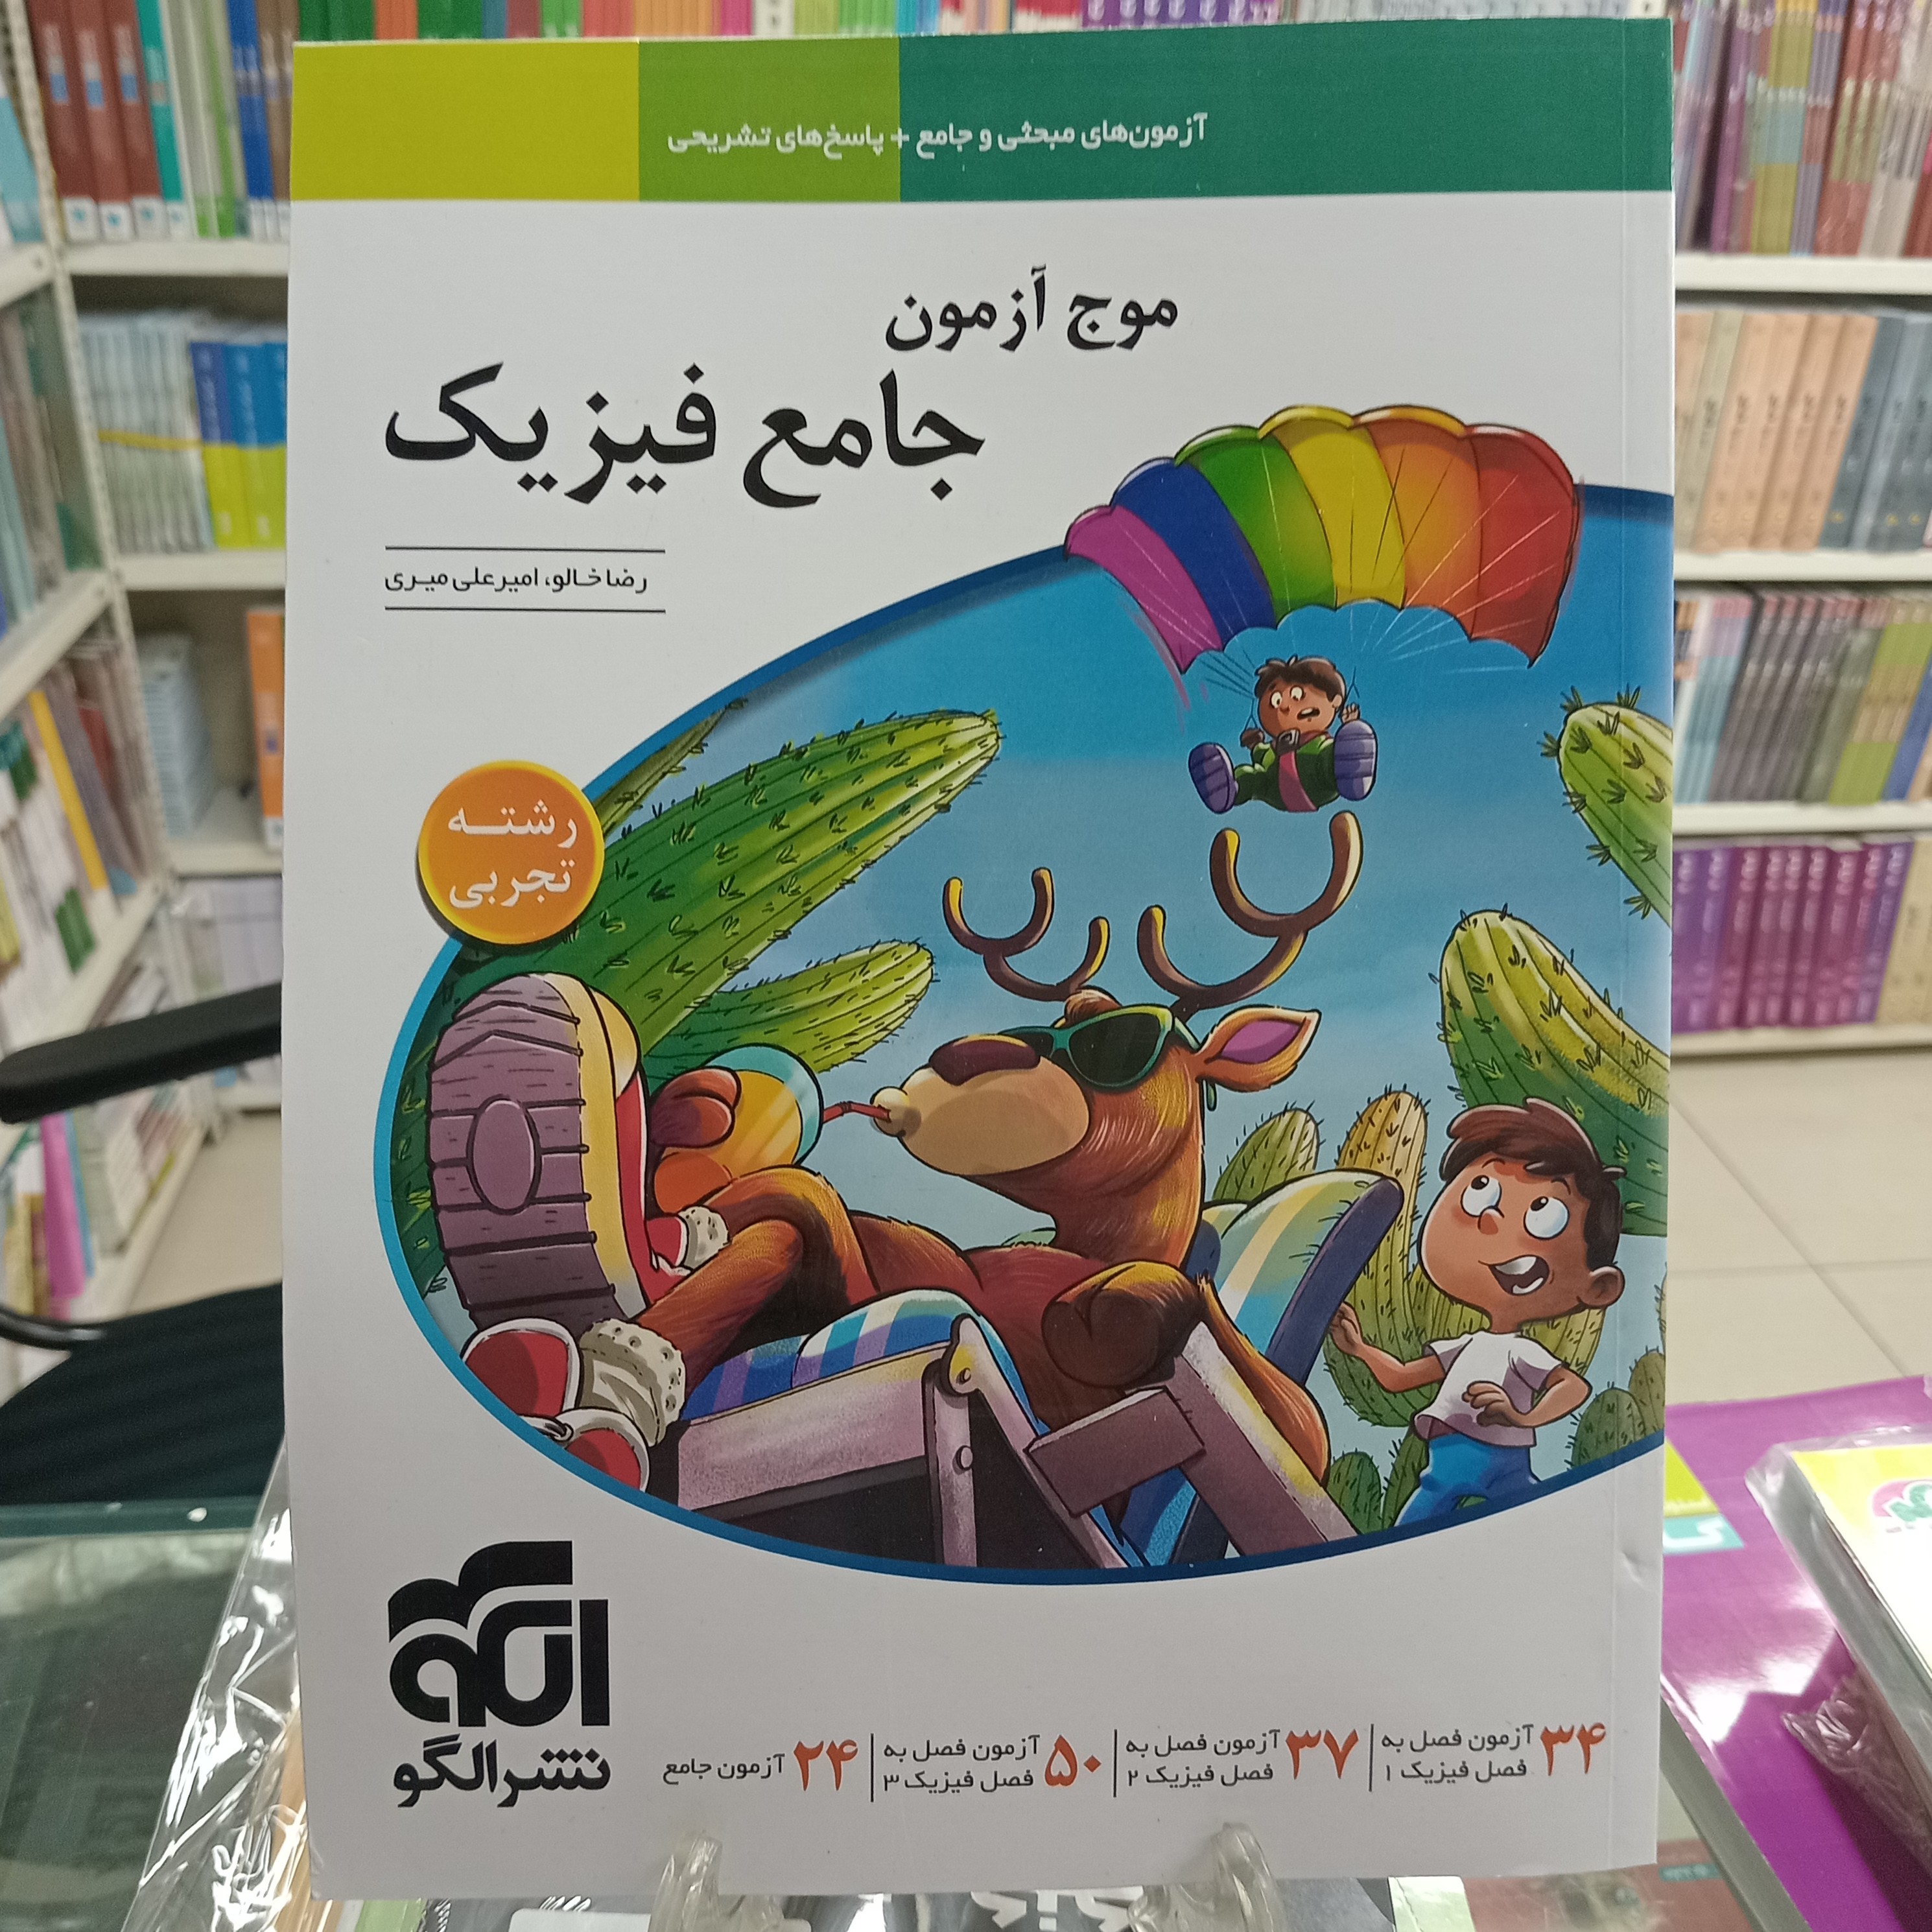 آزمون‌های مبحثی و جامع + پاسخ‌های تشریحی
موج آزمون
جامع فیزیک
رضا خالو، امیرعلی میری
رشته
تجربی
۳۴ آزمون فصل به
فصل فیزیک ۱
۳۷ آزمون فصل به
فصل فیزیک ۲
۵۰ آزمون فصل به
فصل فیزیک ۳
۲۴ آزمون جامع
الگو
نشر الگو